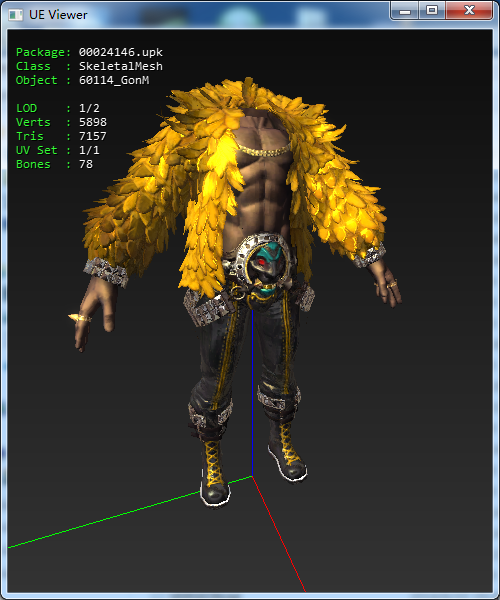 UE Viewer
Package: 00024146.upk
Class : SkeletalMesh
Object : 60114_GonM
LOD : 1/2
Verts : 5898
Tris : 7157
UV Set : 1/1
Bones : 78